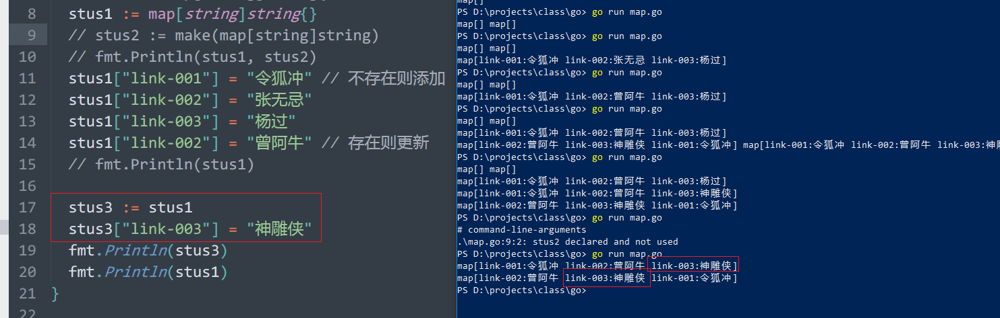 8 stus1 := map[string]string{}
9 // stus2 := make(map[string]string)
10 // fmt.Println(stus1, stus2)
11 stus1["link-001"] = "令狐冲" // 不存在则添加
12 stus1["link-002"] = "张无忌"
13 stus1["link-003"] = "杨过"
14 stus1["link-002"] = "曾阿牛" // 存在则更新
15 // fmt.Println(stus1)
16
17 stus3 := stus1
18 stus3["link-003"] = "神雕侠"
19 fmt.Println(stus3)
20 fmt.Println(stus1)
21 }
22
map[] map[]
PS D:\projects\class\go> go run map.go
map[] map[]
PS D:\projects\class\go> go run map.go
map[] map[]
map[link-001:令狐冲 link-002:张无忌 link-003:杨过]
PS D:\projects\class\go> go run map.go
map[] map[]
map[link-001:令狐冲 link-002:曾阿牛 link-003:杨过]
PS D:\projects\class\go> go run map.go
map[] map[]
map[link-001:令狐冲 link-002:曾阿牛 link-003:杨过]
map[link-002:曾阿牛 link-003:神雕侠 link-001:令狐冲] map[link-001:令狐冲 link-002:曾阿牛 link-003:神
PS D:\projects\class\go> go run map.go
map[] map[]
map[link-001:令狐冲 link-002:曾阿牛 link-003:杨过]
map[link-001:令狐冲 link-002:曾阿牛 link-003:神雕侠]
map[link-002:曾阿牛 link-003:神雕侠 link-001:令狐冲]
PS D:\projects\class\go> go run map.go
# command-line-arguments
.\map.go:9:2: stus2 declared and not used
PS D:\projects\class\go> go run map.go
map[link-001:令狐冲 link-002:曾阿牛 link-003:神雕侠]
map[link-002:曾阿牛 link-003:神雕侠 link-001:令狐冲]
PS D:\projects\class\go>